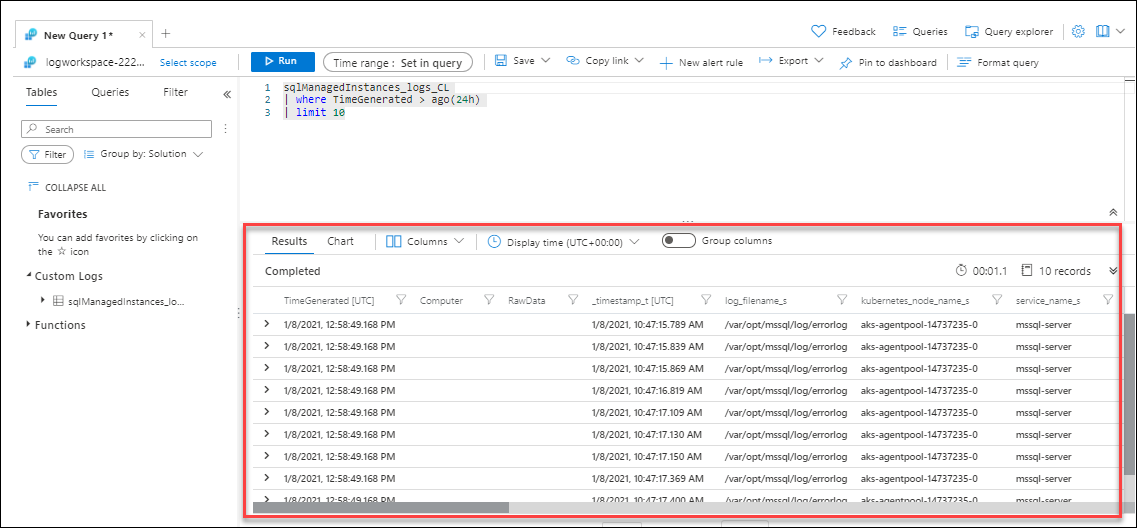 New Query 1*
Feedback
Queries
Query explorer
logworkspace-222...
Select scope
Run
Time range : Set in query
Save
Copy link
New alert rule
Export
Pin to dashboard
Format query
Tables
Queries
Filter
1 sqlManagedInstances_logs_CL
2 | where TimeGenerated > ago(24h)
3 | limit 10
Search
Filter
Group by: Solution
COLLAPSE ALL
Favorites
You can add favorites by clicking on
the ☆ icon
Custom Logs
sqlManagedInstances_lo...
Functions
Results
Chart
Columns
Display time (UTC+00:00)
Group columns
Completed
00:01.1
10 records
TimeGenerated [UTC] Computer RawData _timestamp_t [UTC] log_filename_s kubernetes_node_name_s service_name_s
1/8/2021, 12:58:49.168 PM 1/8/2021, 10:47:15.789 AM /var/opt/mssql/log/errorlog aks-agentpool-14737235-0 mssql-server
1/8/2021, 12:58:49.168 PM 1/8/2021, 10:47:15.839 AM /var/opt/mssql/log/errorlog aks-agentpool-14737235-0 mssql-server
1/8/2021, 12:58:49.168 PM 1/8/2021, 10:47:15.869 AM /var/opt/mssql/log/errorlog aks-agentpool-14737235-0 mssql-server
1/8/2021, 12:58:49.168 PM 1/8/2021, 10:47:16.819 AM /var/opt/mssql/log/errorlog aks-agentpool-14737235-0 mssql-server
1/8/2021, 12:58:49.168 PM 1/8/2021, 10:47:17.109 AM /var/opt/mssql/log/errorlog aks-agentpool-14737235-0 mssql-server
1/8/2021, 12:58:49.168 PM 1/8/2021, 10:47:17.130 AM /var/opt/mssql/log/errorlog aks-agentpool-14737235-0 mssql-server
1/8/2021, 12:58:49.168 PM 1/8/2021, 10:47:17.150 AM /var/opt/mssql/log/errorlog aks-agentpool-14737235-0 mssql-server
1/8/2021, 12:58:49.168 PM 1/8/2021, 10:47:17.369 AM /var/opt/mssql/log/errorlog aks-agentpool-14737235-0 mssql-server
1/8/2021, 12:58:49.168 PM 1/8/2021, 10:47:17.400 AM /var/opt/mssql/log/errorlog aks-agentpool-14737235-0 mssql-server